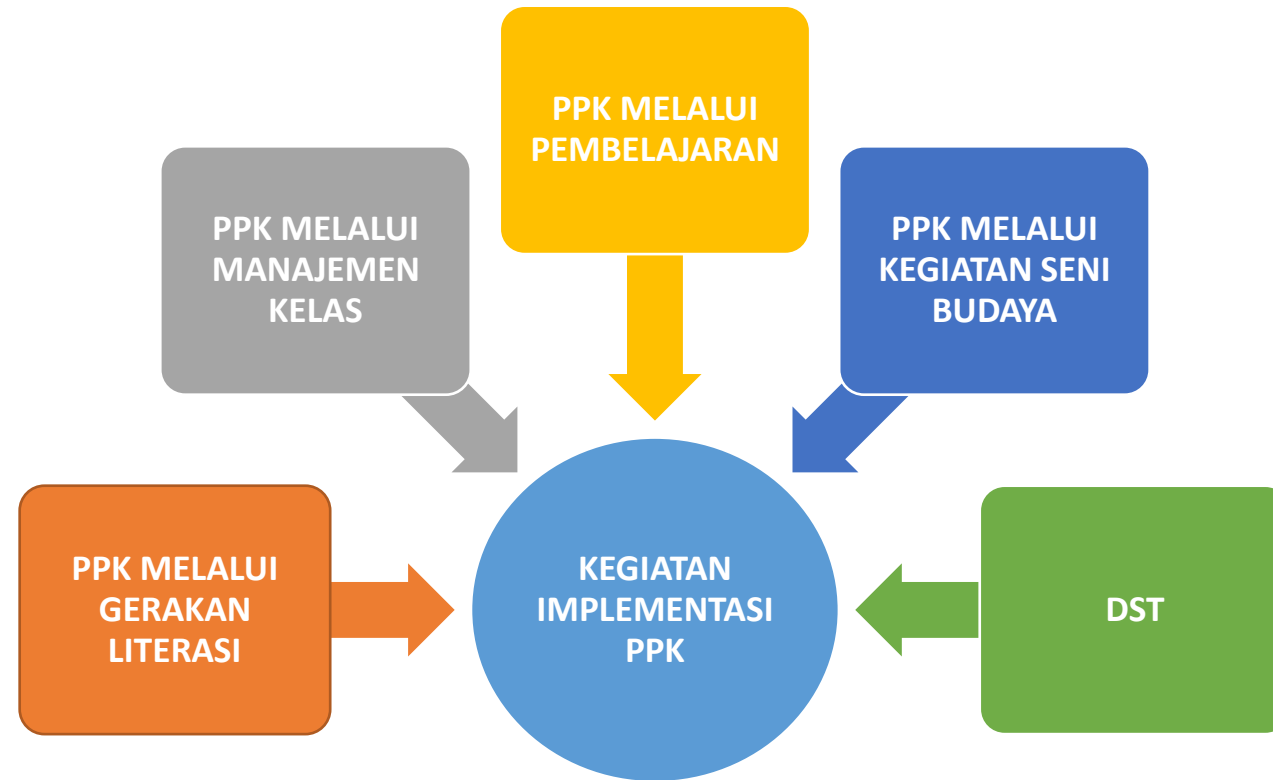 PPK MELALUI
PEMBELAJARAN
PPK MELALUI
MANAJEMEN
KELAS
PPK MELALUI
KEGIATAN SENI
BUDAYA
PPK MELALUI
GERAKAN
LITERASI
KEGIATAN
IMPLEMENTASI
PPK
DST